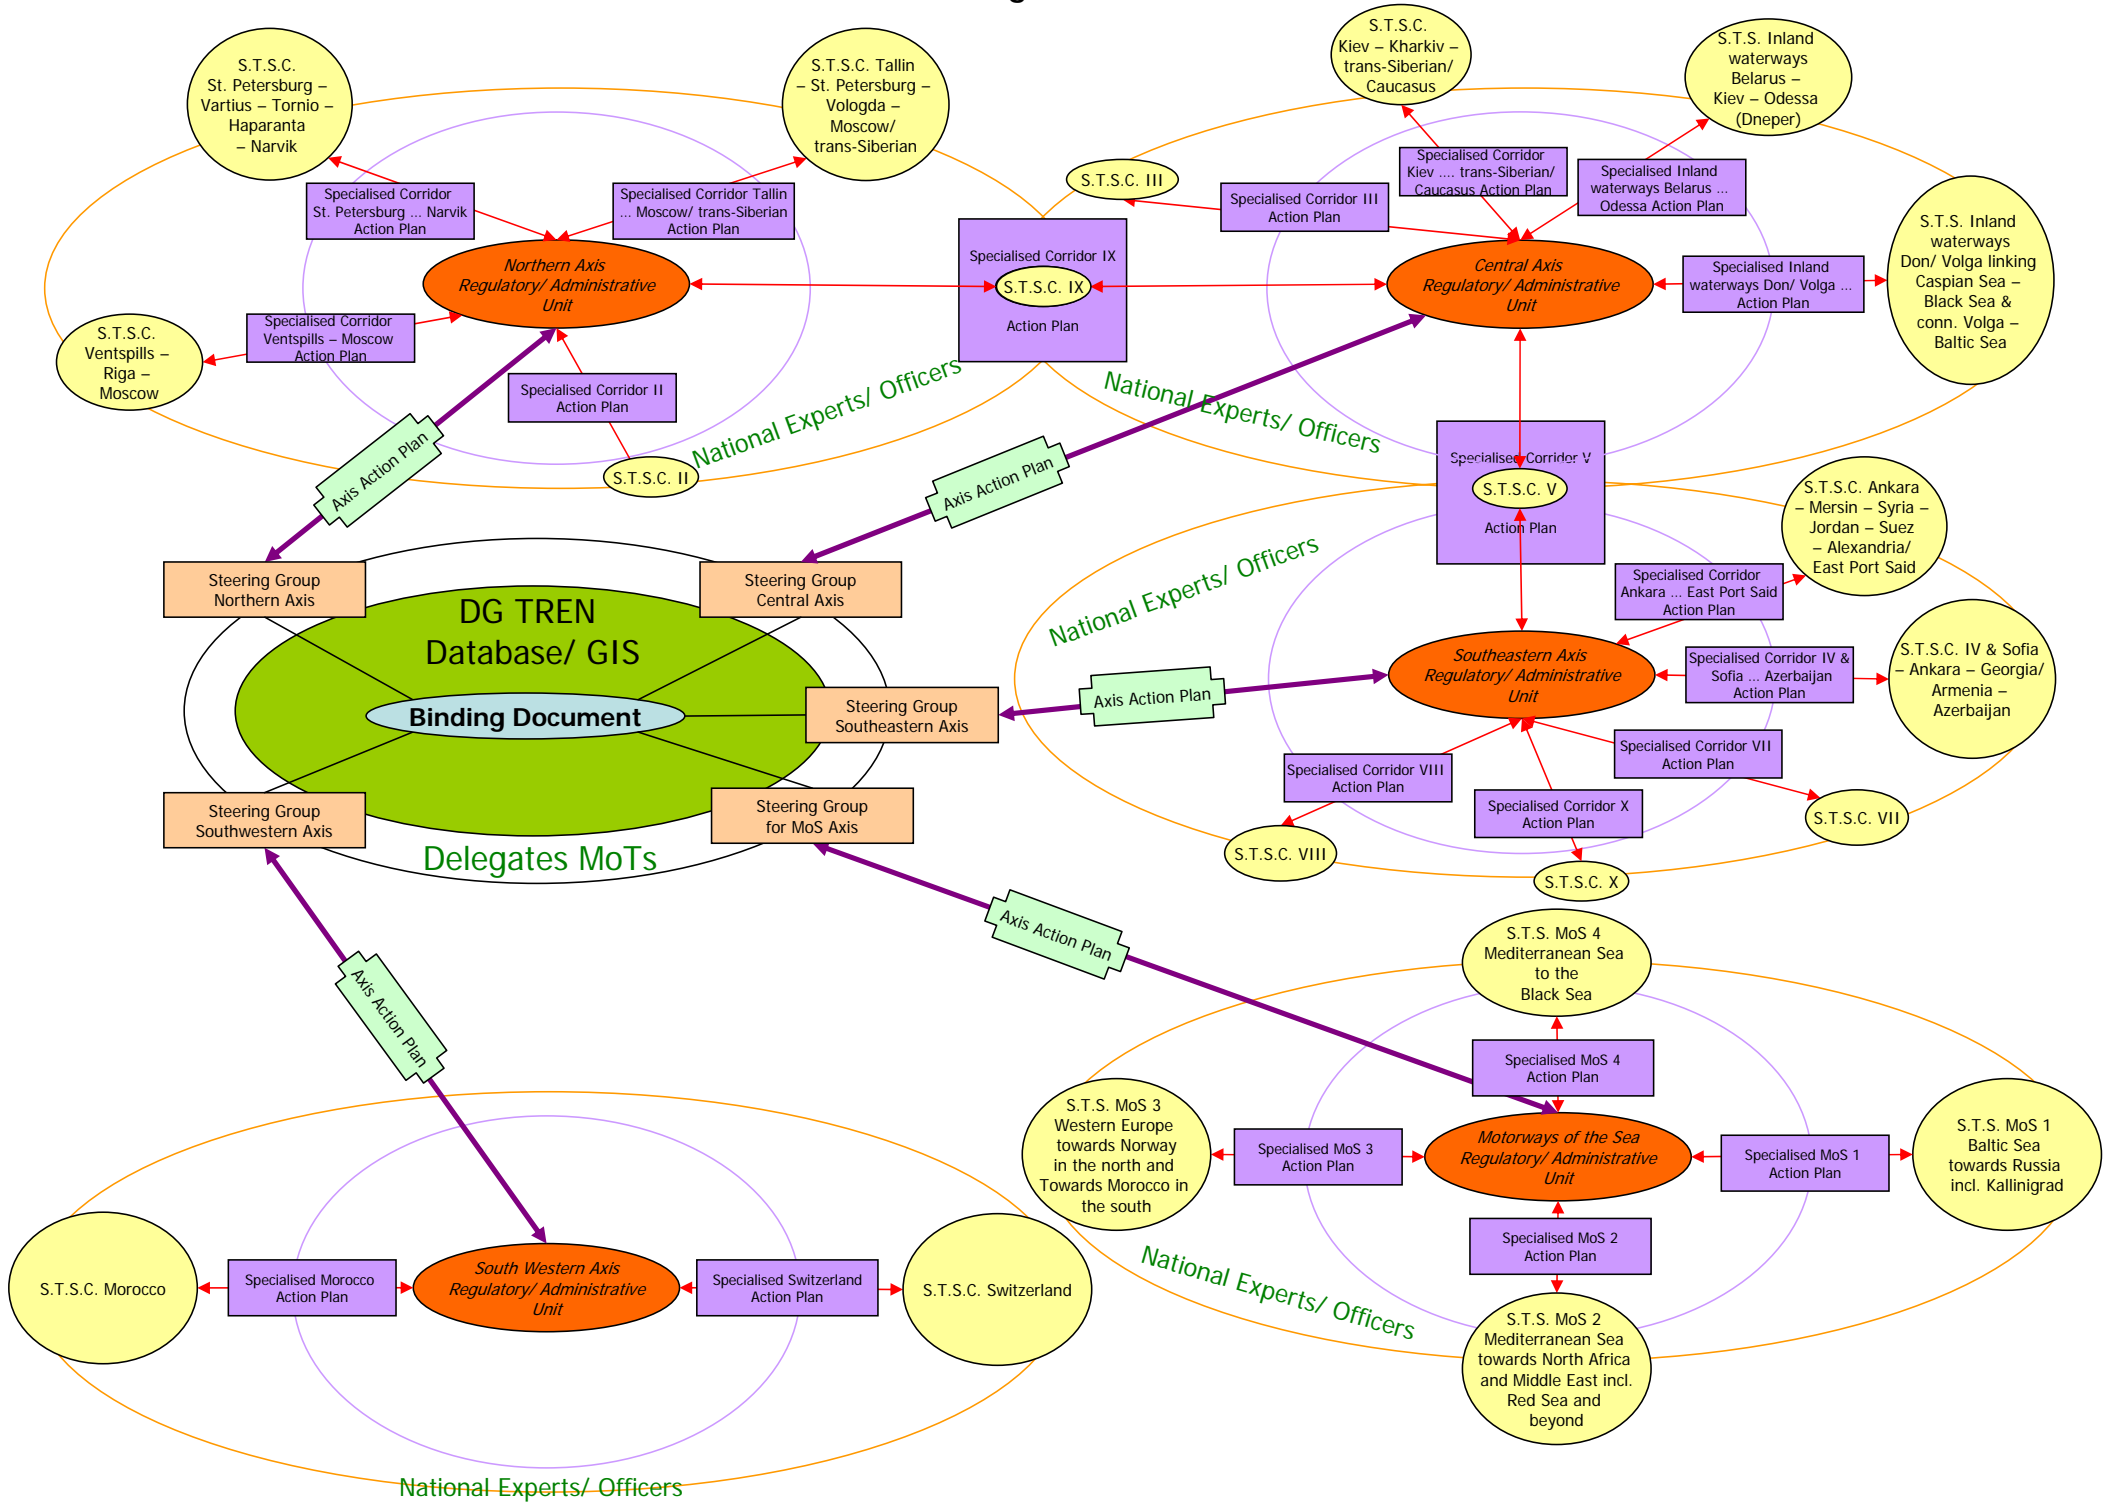 g
S.T.S.C.
St. Petersburg –
Vartius – Tornio –
Haparanta
– Narvik
S.T.S.C. Tallin
– St. Petersburg –
Vologda –
Moscow/
trans-Siberian
Specialised Corridor
St. Petersburg ... Narvik
Action Plan
Specialised Corridor Tallin
... Moscow/ trans-Siberian
Action Plan
Northern Axis
Regulatory/ Administrative
Unit
S.T.S.C.
Ventspills –
Riga –
Moscow
Specialised Corridor
Ventspills – Moscow
Action Plan
Specialised Corridor II
Action Plan
S.T.S.C. II
National Experts/ Officers
Axis Action Plan
Specialised Corridor IX
S.T.S.C. IX
Action Plan
S.T.S.C.
Kiev – Kharkiv –
trans-Siberian/
Caucasus
S.T.S. Inland
waterways
Belarus –
Kiev – Odessa
(Dneper)
S.T.S.C. III
Specialised Corridor III
Action Plan
Specialised Corridor
Kiev .... trans-Siberian/
Caucasus Action Plan
Specialised Inland
waterways Belarus ...
Odessa Action Plan
S.T.S. Inland
waterways
Don/ Volga linking
Caspian Sea –
Black Sea &
conn. Volga –
Baltic Sea
Central Axis
Regulatory/ Administrative
Unit
Specialised Inland
waterways Don/ Volga ...
Action Plan
National Experts/ Officers
Axis Action Plan
Specialised Corridor V
S.T.S.C. V
Action Plan
National Experts/ Officers
S.T.S.C. Ankara
– Mersin – Syria –
Jordan – Suez
– Alexandria/
East Port Said
Specialised Corridor
Ankara ... East Port Said
Action Plan
Southeastern Axis
Regulatory/ Administrative
Unit
Specialised Corridor IV &
Sofia ... Azerbaijan
Action Plan
S.T.S.C. IV & Sofia
– Ankara – Georgia/
Armenia –
Azerbaijan
Specialised Corridor VII
Action Plan
Specialised Corridor VIII
Action Plan
Specialised Corridor X
Action Plan
S.T.S.C. VII
S.T.S.C. VIII
S.T.S.C. X
Axis Action Plan
Steering Group
Northern Axis
Steering Group
Central Axis
DG TREN
Database/ GIS
Binding Document
Steering Group
Southeastern Axis
Steering Group
Southwestern Axis
Steering Group
for MoS Axis
Delegates MoTs
Axis Action Plan
Axis Action Plan
S.T.S. MoS 4
Mediterranean Sea
to the
Black Sea
Specialised MoS 4
Action Plan
S.T.S. MoS 3
Western Europe
towards Norway
in the north and
Towards Morocco in
the south
Specialised MoS 3
Action Plan
Motorways of the Sea
Regulatory/ Administrative
Unit
Specialised MoS 1
Action Plan
S.T.S. MoS 1
Baltic Sea
towards Russia
incl. Kallinigrad
Specialised MoS 2
Action Plan
S.T.S. MoS 2
Mediterranean Sea
towards North Africa
and Middle East incl.
Red Sea and
beyond
National Experts/ Officers
S.T.S.C. Morocco
Specialised Morocco
Action Plan
South Western Axis
Regulatory/ Administrative
Unit
Specialised Switzerland
Action Plan
S.T.S.C. Switzerland
National Experts/ Officers